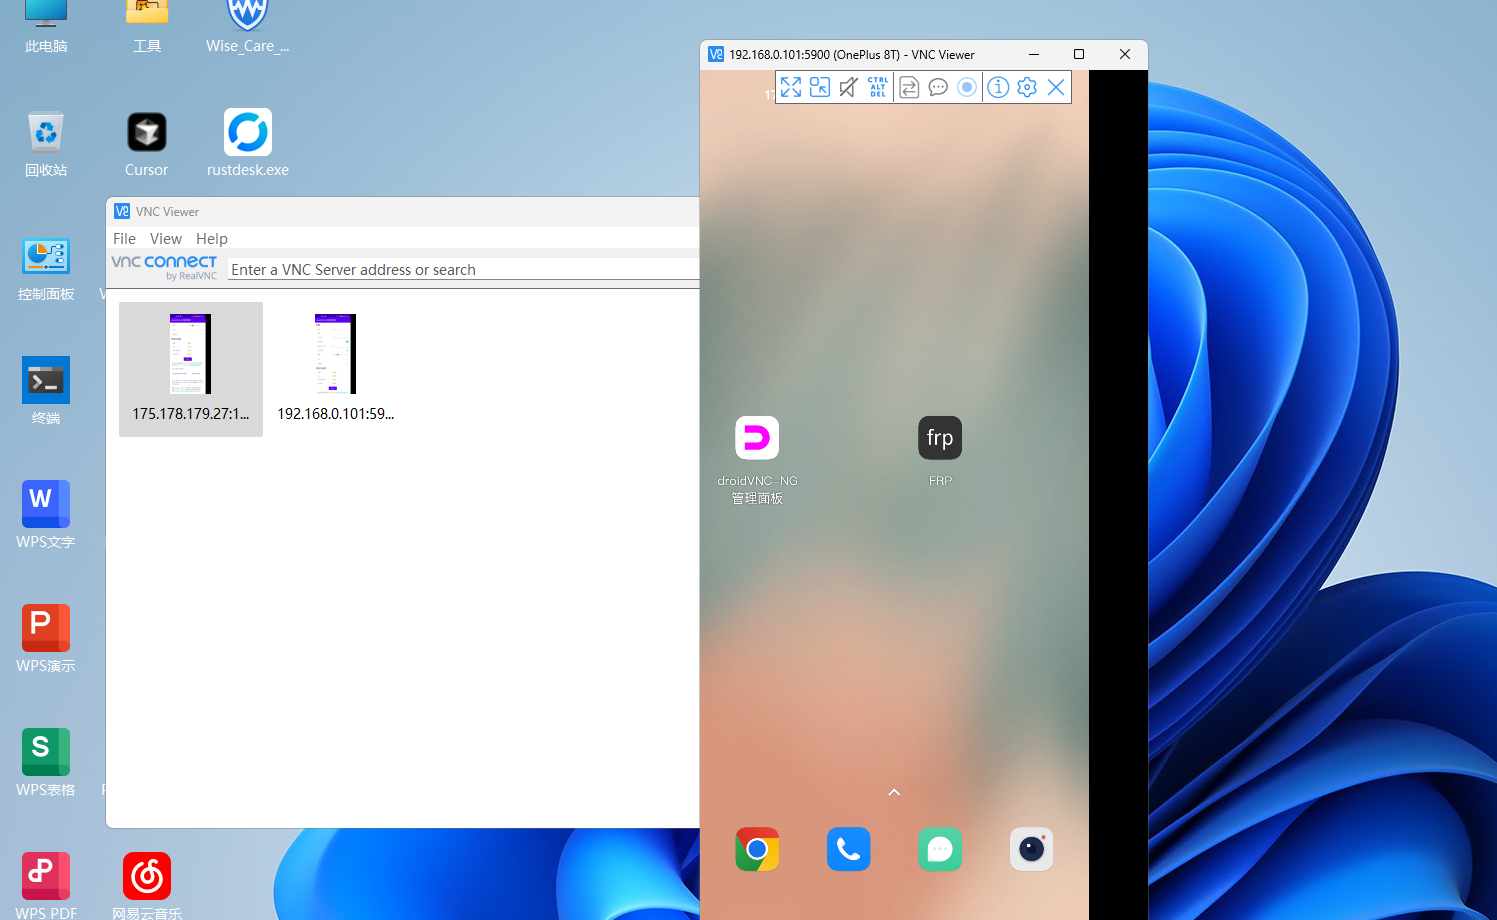 此电脑
工具
Wise_Care_...
回收站
Cursor
rustdesk.exe
控制面板
终端
W
WPS文字
P
WPS演示
S
WPS表格
WPS PDF
网易云音乐
VNC Viewer
File View Help
vnc connect
by RealVNC
Enter a VNC Server address or search
175.178.179.27:1...
192.168.0.101:59...
192.168.0.101:5900 (OnePlus 8T) - VNC Viewer
CTRL
ALT
DEL
droidVNC-NG
管理面板
frp
FRP